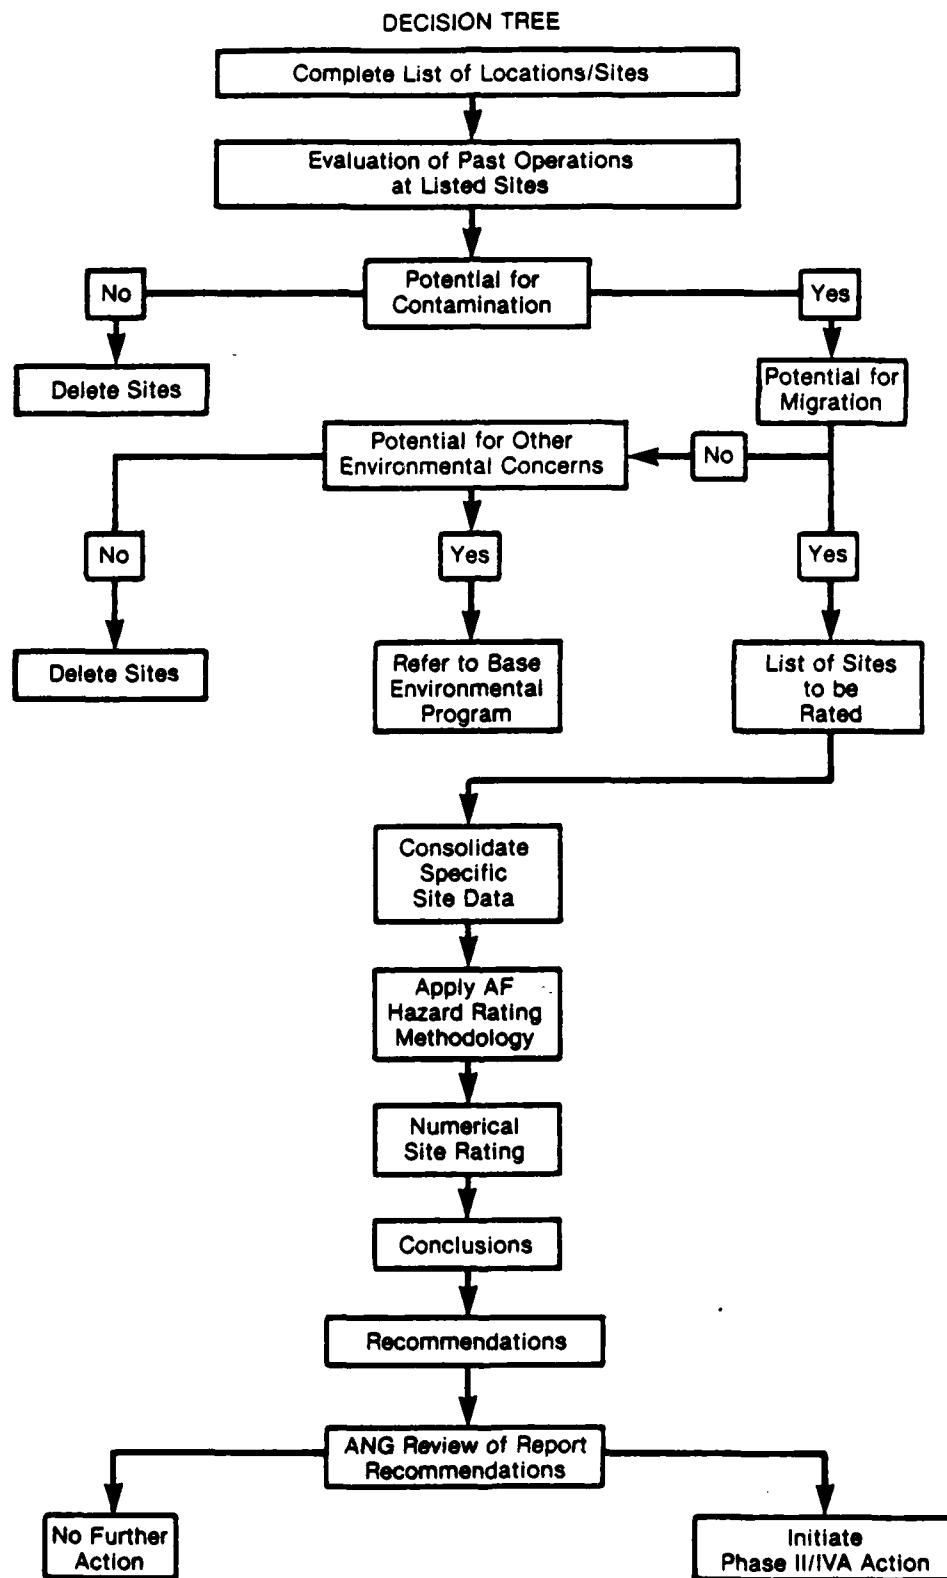 DECISION TREE
Complete List of Locations/Sites
Evaluation of Past Operations
at Listed Sites
No
Potential for
Contamination
Yes
Delete Sites
Potential for
Migration
Potential for Other
Environmental Concerns
No
No
Yes
Yes
Delete Sites
Refer to Base
Environmental
Program
List of Sites
to be
Rated
Consolidate
Specific
Site Data
Apply AF
Hazard Rating
Methodology
Numerical
Site Rating
Conclusions
Recommendations
ANG Review of Report
Recommendations
No Further
Action
Initiate
Phase II/IVA Action